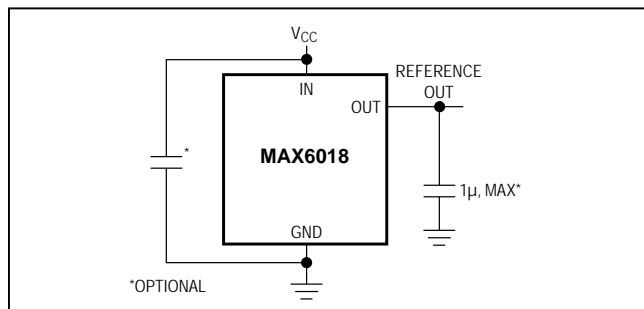 VCC
REFERENCE
OUT
IN
OUT
*
MAX6018
1µ, MAX*
GND
*OPTIONAL